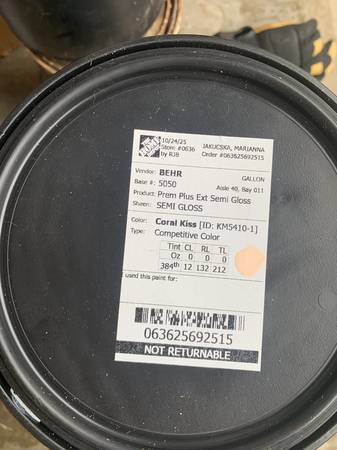 10/24/25
Store: #0636
by RJB
JAKUCSKA, MARIANNA
Order #063625692515
Vendor: BEHR
GALLON
Base #: 5050
Aisle 40, Bay 011
Product: Prem Plus Ext Semi Gloss
Sheen: SEMI GLOSS
Color: Coral Kiss [ID: KM5410-1]
Type: Competitive Color
Tint CL RL TL
Oz 0 0 0
384th 12 132 212
used this paint for:
063625692515
NOT RETURNABLE